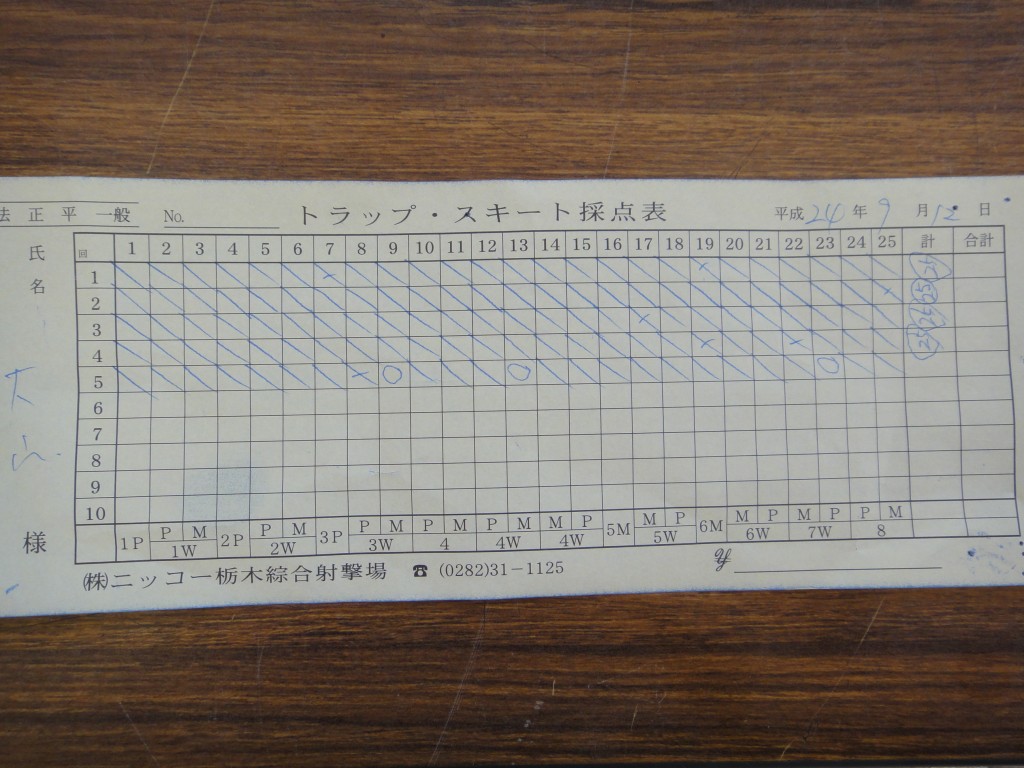 法 正 平 一般 No. トラップ・スキート採点表 平成 24 年 9 月 12 日
氏名
大山
様
回 1 2 3 4 5 6 7 8 9 10 11 12 13 14 15 16 17 18 19 20 21 22 23 24 25 計 合計
1
2
3
4
5
6
7
8
9
10
1P P M 2P P M 3P P M P M P M M P 5M M P 6M M P M P P M
1W 2W 3W 4 4W 4W 5W 6W 7W 8
㈱ニッコー栃木綜合射撃場 ☎ (0282)31-1125